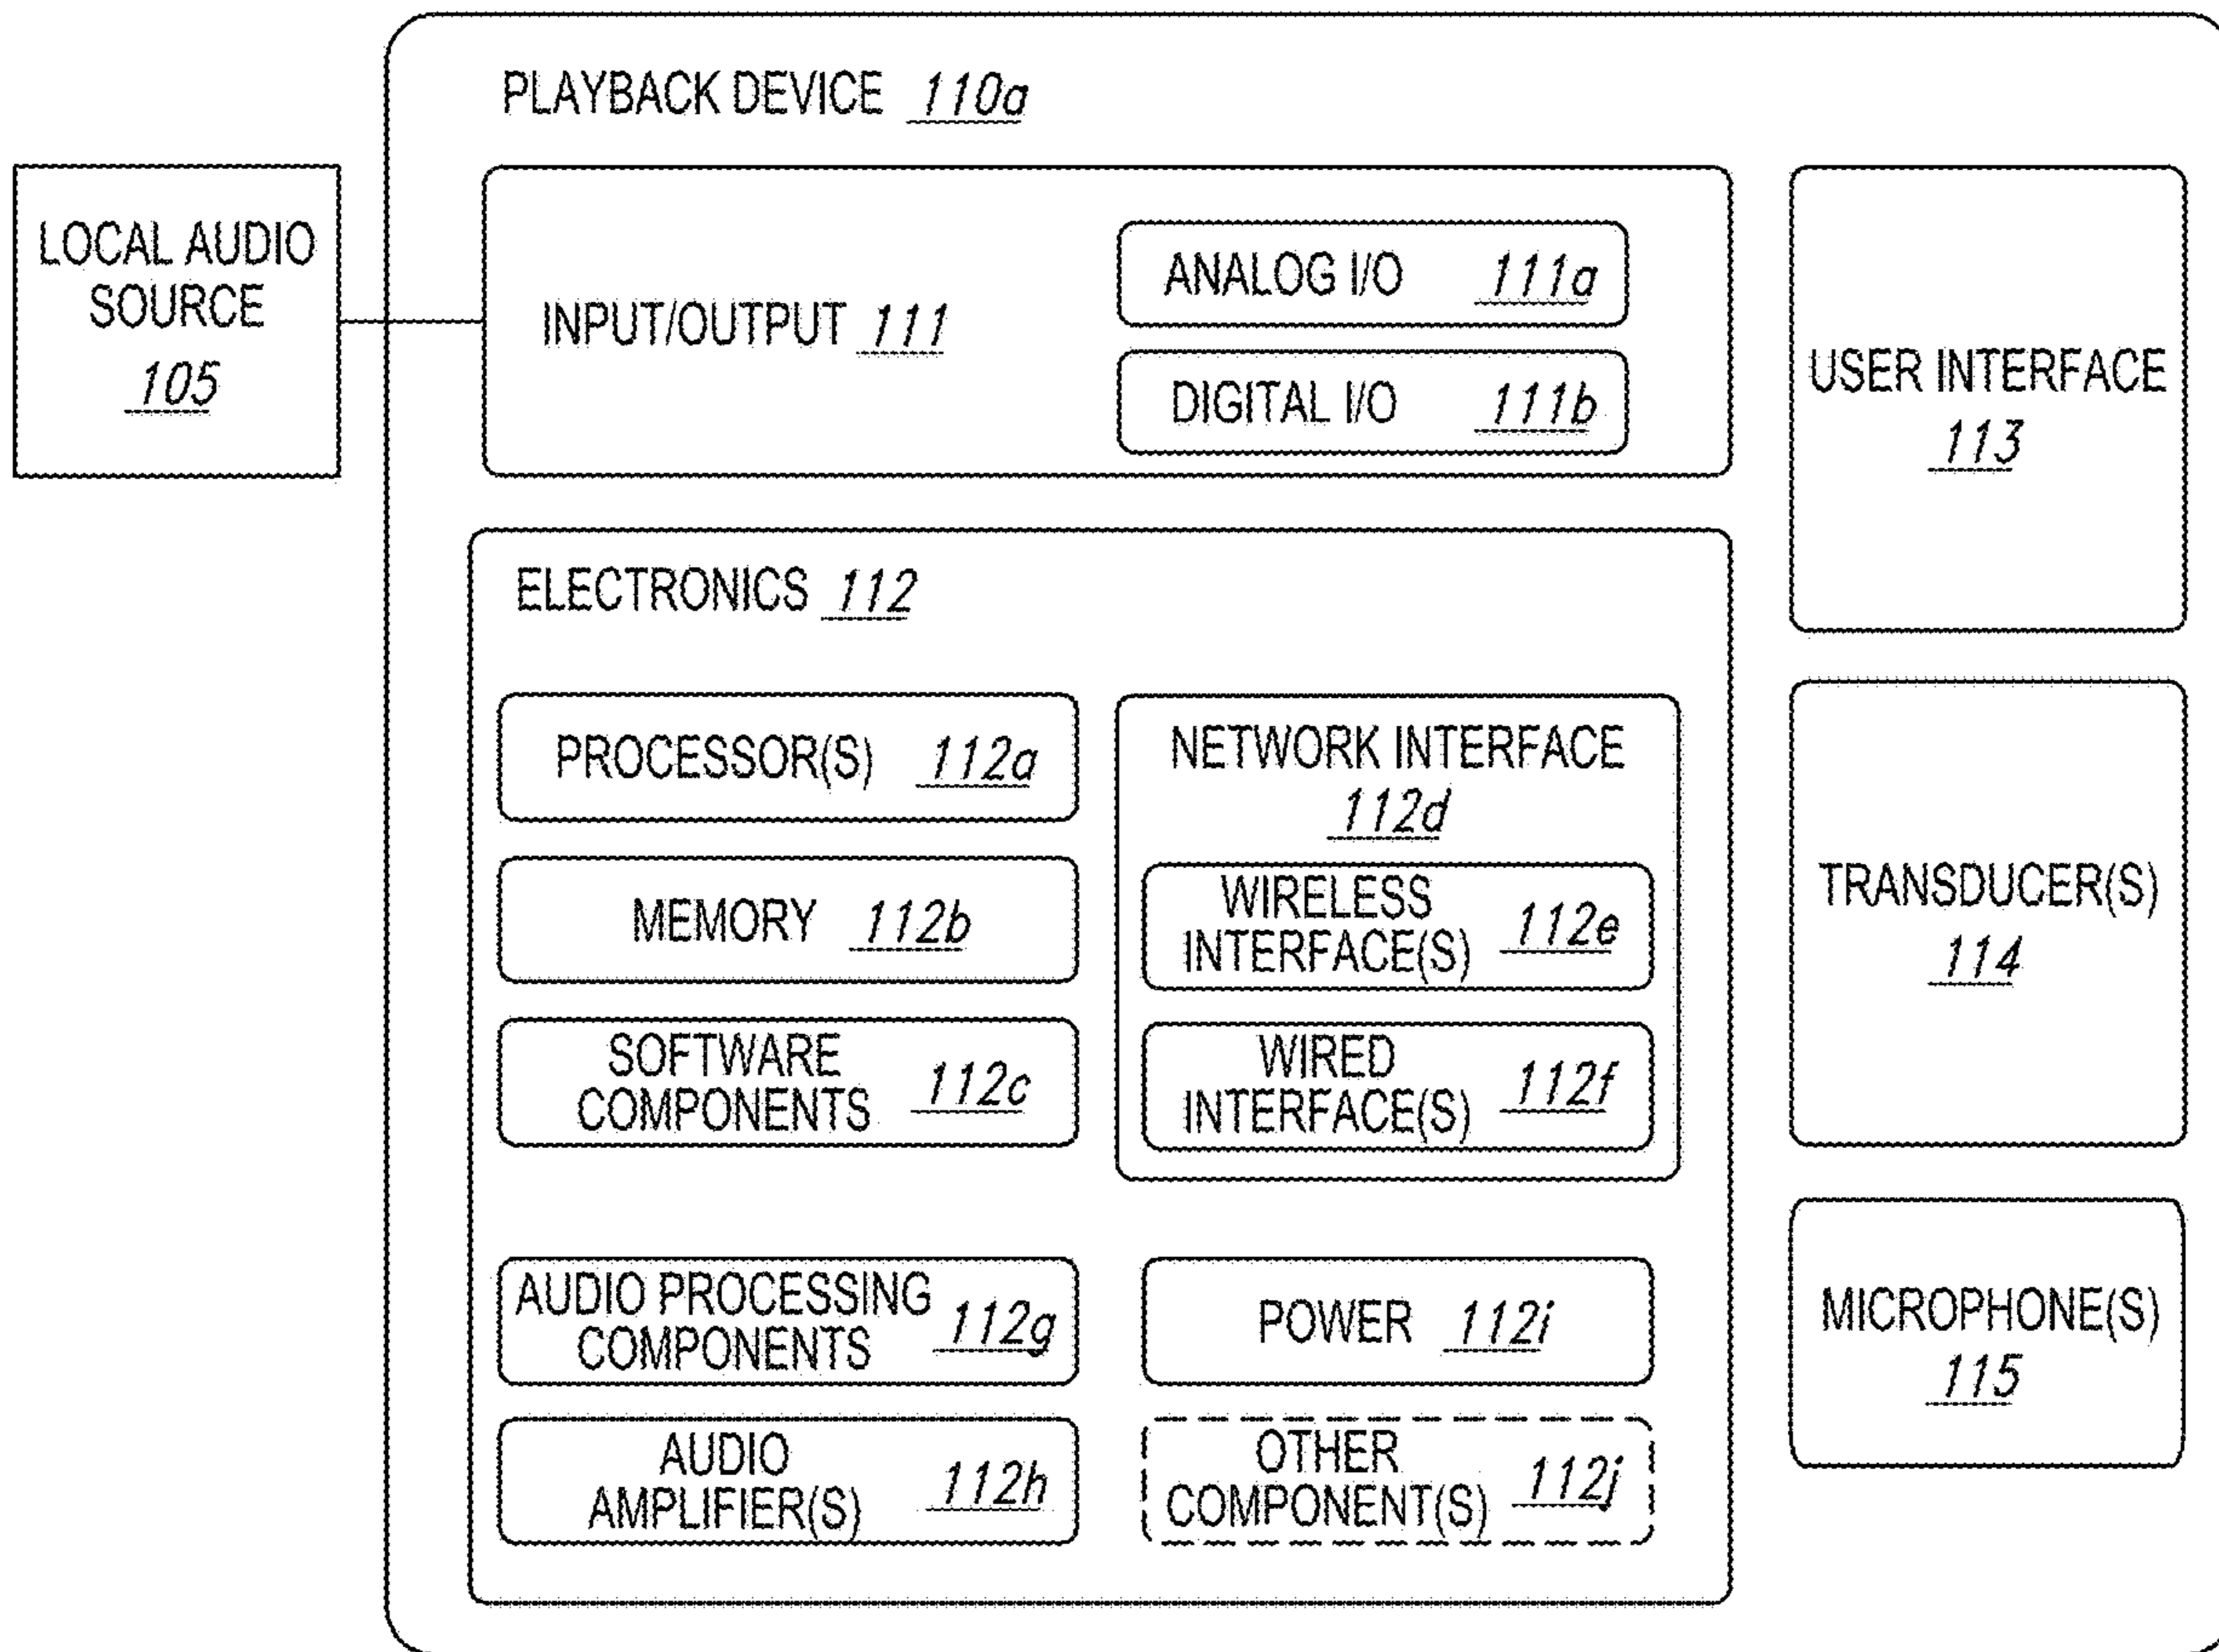 PLAYBACK DEVICE 110a
LOCAL AUDIO
SOURCE
105
INPUT/OUTPUT 111
ANALOG I/O 111a
DIGITAL I/O 111b
USER INTERFACE
113
ELECTRONICS 112
PROCESSOR(S) 112a
MEMORY 112b
SOFTWARE
COMPONENTS 112c
NETWORK INTERFACE
112d
WIRELESS
INTERFACE(S) 112e
WIRED
INTERFACE(S) 112f
AUDIO PROCESSING
COMPONENTS 112g
AUDIO
AMPLIFIER(S) 112h
POWER 112i
OTHER
COMPONENT(S) 112j
TRANSDUCER(S)
114
MICROPHONE(S)
115